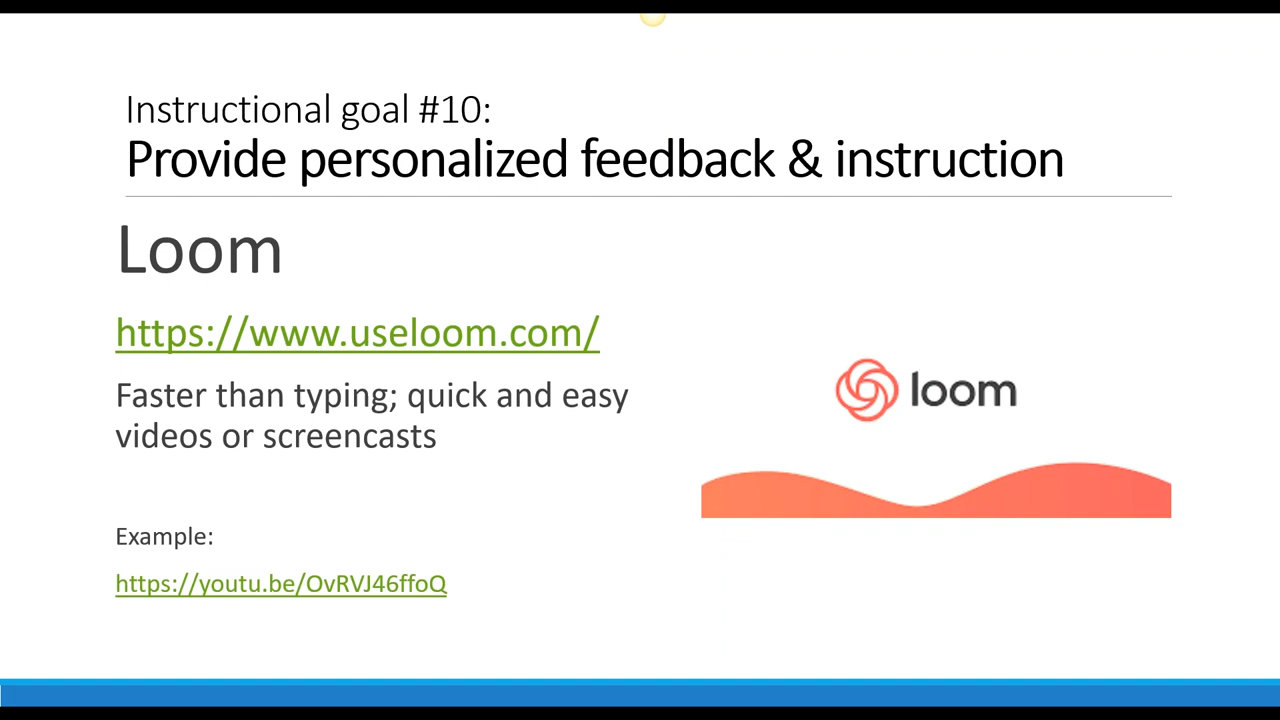 Instructional goal #10:
Provide personalized feedback & instruction
Loom
https://www.useloom.com/
Faster than typing; quick and easy
videos or screencasts
loom
Example:
https://youtu.be/OvRVJ46ffoQ